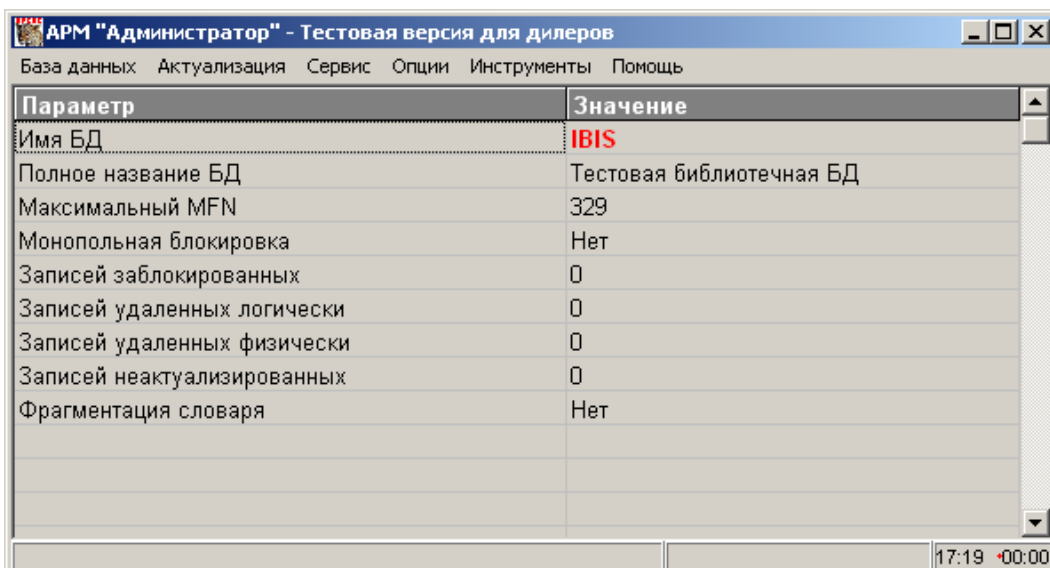 АРМ "Администратор" - Тестовая версия для дилеров
База данных Актуализация Сервис Опции Инструменты Помощь
Параметр Значение
Имя БД IBIS
Полное название БД Тестовая библиотечная БД
Максимальный MFN 329
Монопольная блокировка Нет
Записей заблокированных 0
Записей удаленных логически 0
Записей удаленных физически 0
Записей неактуализированных 0
Фрагментация словаря Нет
17:19 •00:00